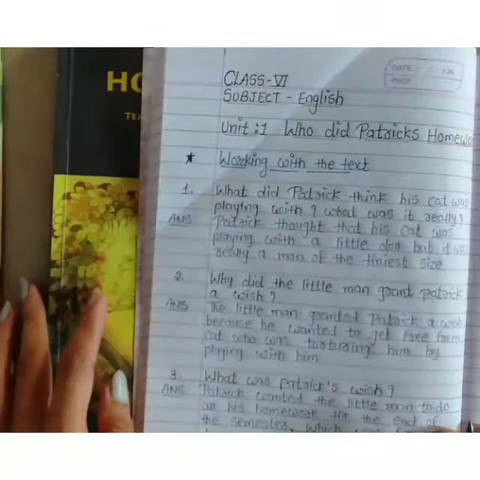 HO
TEX
DATE
PAGE
CLASS-VI
SUBJECT - English
Unit:1 Who did Patricks Homewo
★ Working with the text
1. What did Patrick think his cat was
playing with? what was it really?
Ans Patrick thought that his cat was
playing with a little doll but it was
really a man of the tiniest size
2. Why did the little man grant patrick
a wish?
Ans The little man granted Patrick a wish
because he wanted to get free from
cat who was torturing him by
playing with him.
3. What was patrick's wish?
Ans Patrick wanted the little man to do
all his homework till the end of
the semester, which